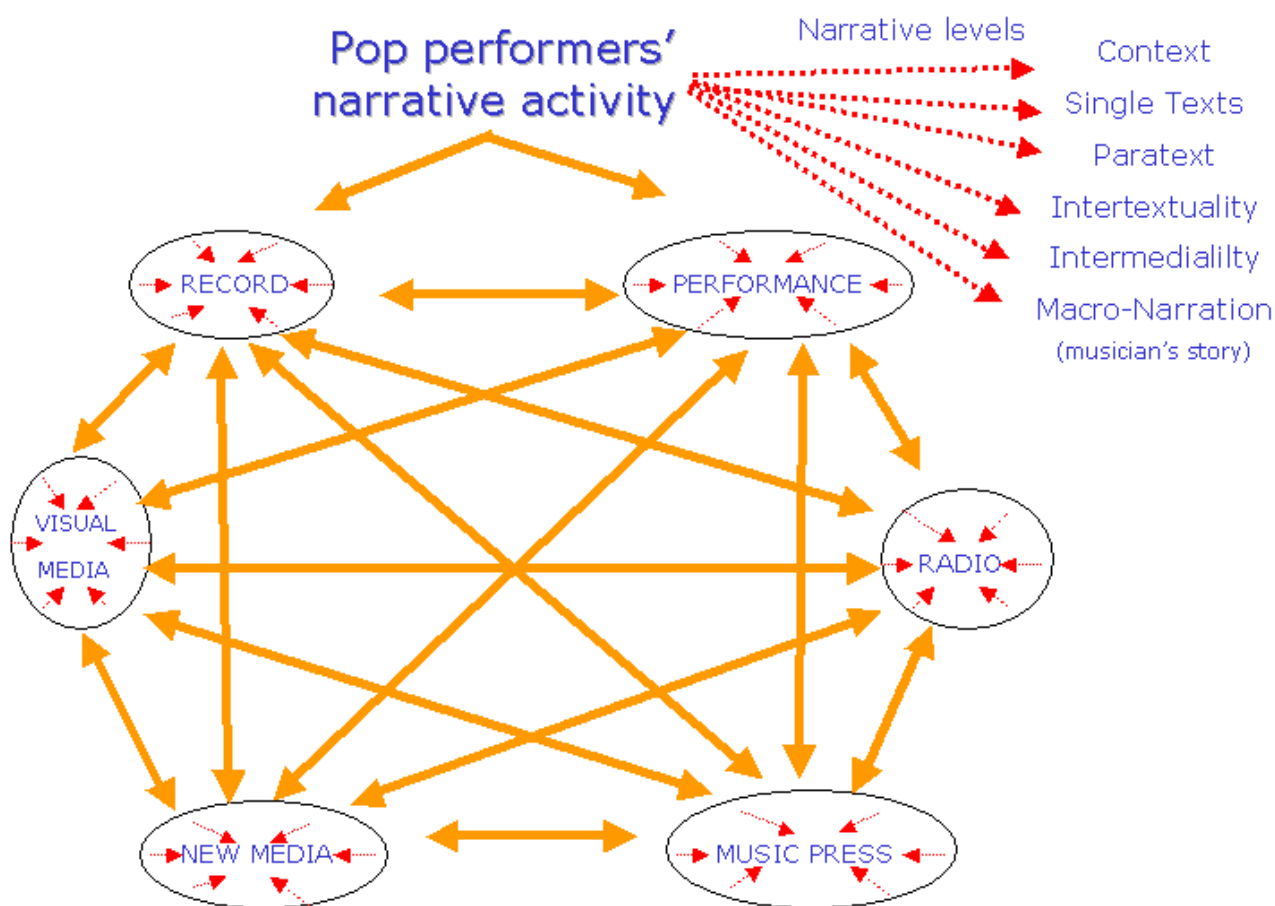 Pop performers'
narrative activity
Narrative levels
Context
Single Texts
Paratext
Intertextuality
Intermedialilty
Macro-Narration
(musician's story)
RECORD
PERFORMANCE
VISUAL
MEDIA
RADIO
NEW MEDIA
MUSIC PRESS